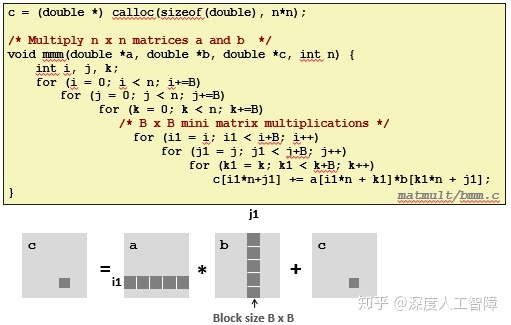 c = (double *) calloc(sizeof(double), n*n);
/* Multiply n x n matrices a and b  */
void mmm(double *a, double *b, double *c, int n) {
    int i, j, k;
    for (i = 0; i < n; i+=B)
        for (j = 0; j < n; j+=B)
            for (k = 0; k < n; k+=B)
                /* B x B mini matrix multiplications */
                for (i1 = i; i1 < i+B; i++)
                    for (j1 = j; j1 < j+B; j++)
                        for (k1 = k; k1 < k+B; k++)
                            c[i1*n+j1] += a[i1*n + k1]*b[k1*n + j1];
}
matmult/bmm.c
j1
c a b c
= i1 * +
Block size B x B
知乎 @深度人工智障